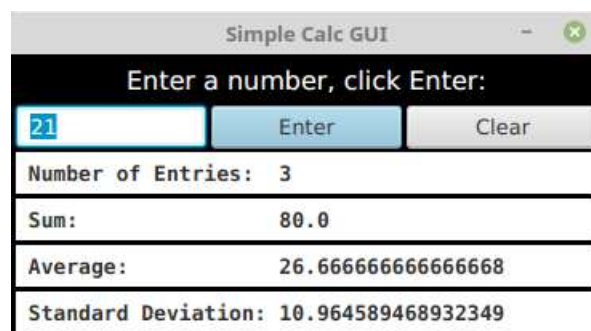 Simple Calc GUI
Enter a number, click Enter:
21 Enter Clear
Number of Entries: 3
Sum: 80.0
Average: 26.666666666666668
Standard Deviation: 10.964589468932349